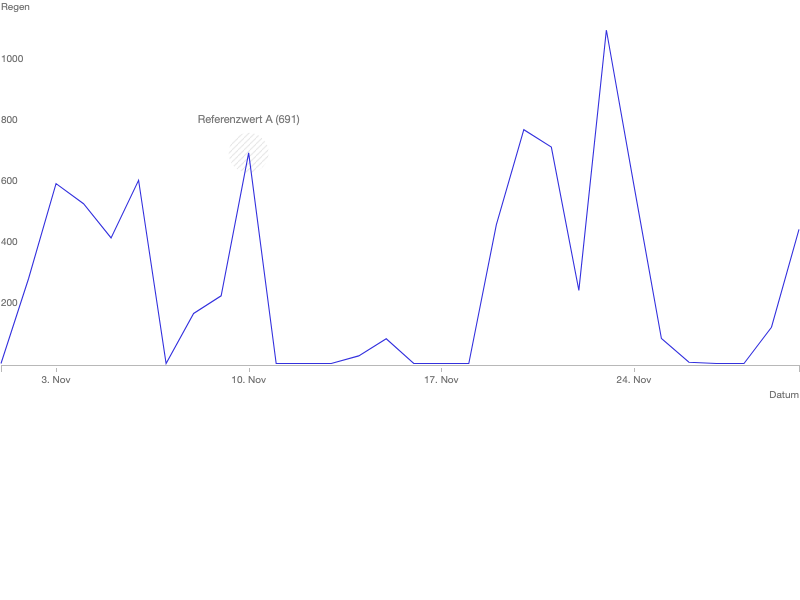 Regen
1000
800
Referenzwert A (691)
600
400
200
3. Nov
10. Nov
17. Nov
24. Nov
Datum